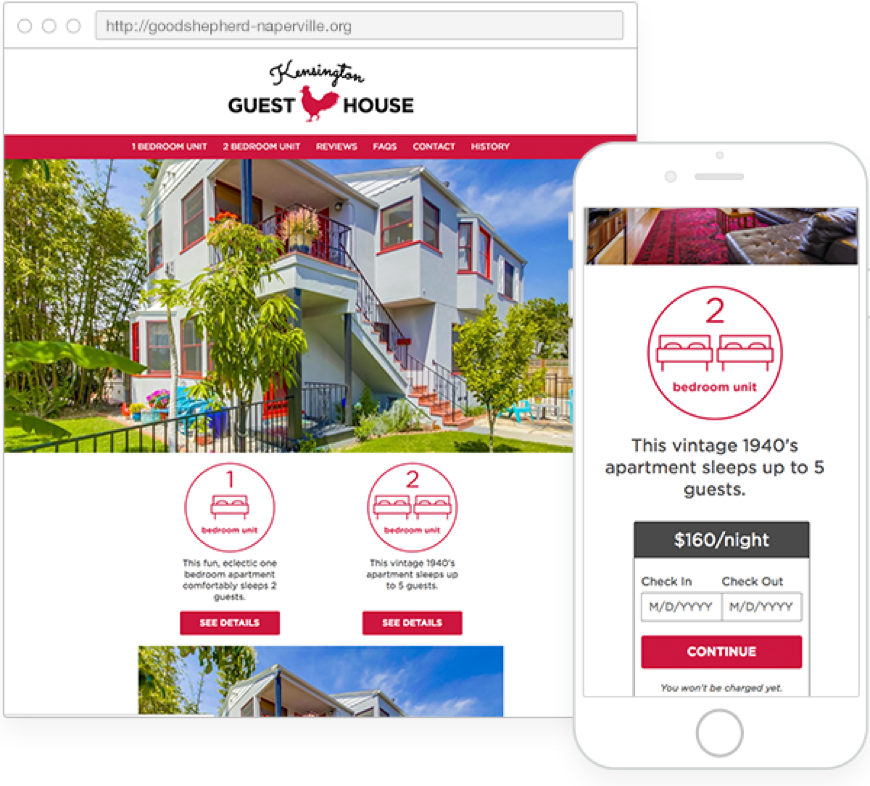 http://goodshepherd-naperville.org
Kensington
GUEST HOUSE
1 BEDROOM UNIT 2 BEDROOM UNIT REVIEWS FAQS CONTACT HISTORY
1
bedroom unit
This fun, eclectic one
bedroom apartment
comfortably sleeps 2
guests.
SEE DETAILS
2
bedroom unit
This vintage 1940's
apartment sleeps up
to 5 guests.
SEE DETAILS
2
bedroom unit
This vintage 1940's
apartment sleeps up to 5
guests.
$160/night
Check In Check Out
M/D/YYYY M/D/YYYY
CONTINUE
You won't be charged yet.